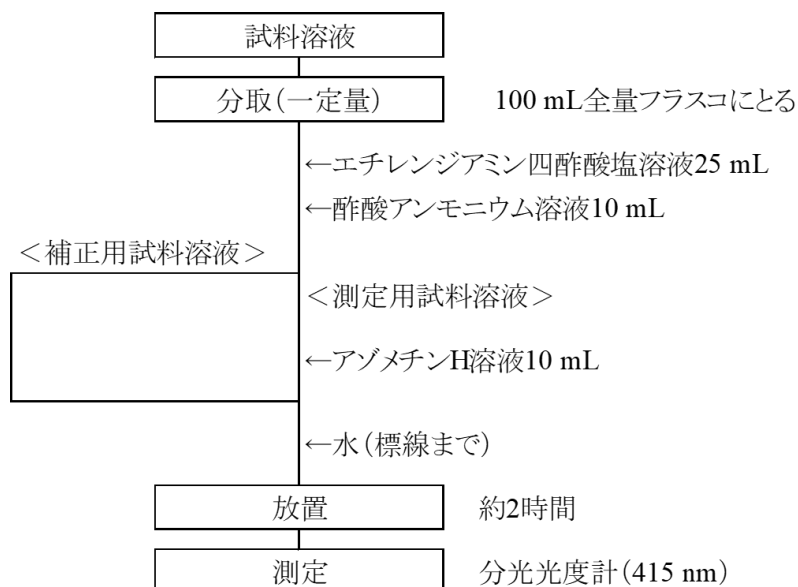 試料溶液
分取(一定量) 100 mL全量フラスコにとる
←エチレンジアミン四酢酸塩溶液25 mL
←酢酸アンモニウム溶液10 mL
<補正用試料溶液>
<測定用試料溶液>
←アゾメチンH溶液10 mL
←水(標線まで)
放置 約2時間
測定 分光光度計(415 nm)